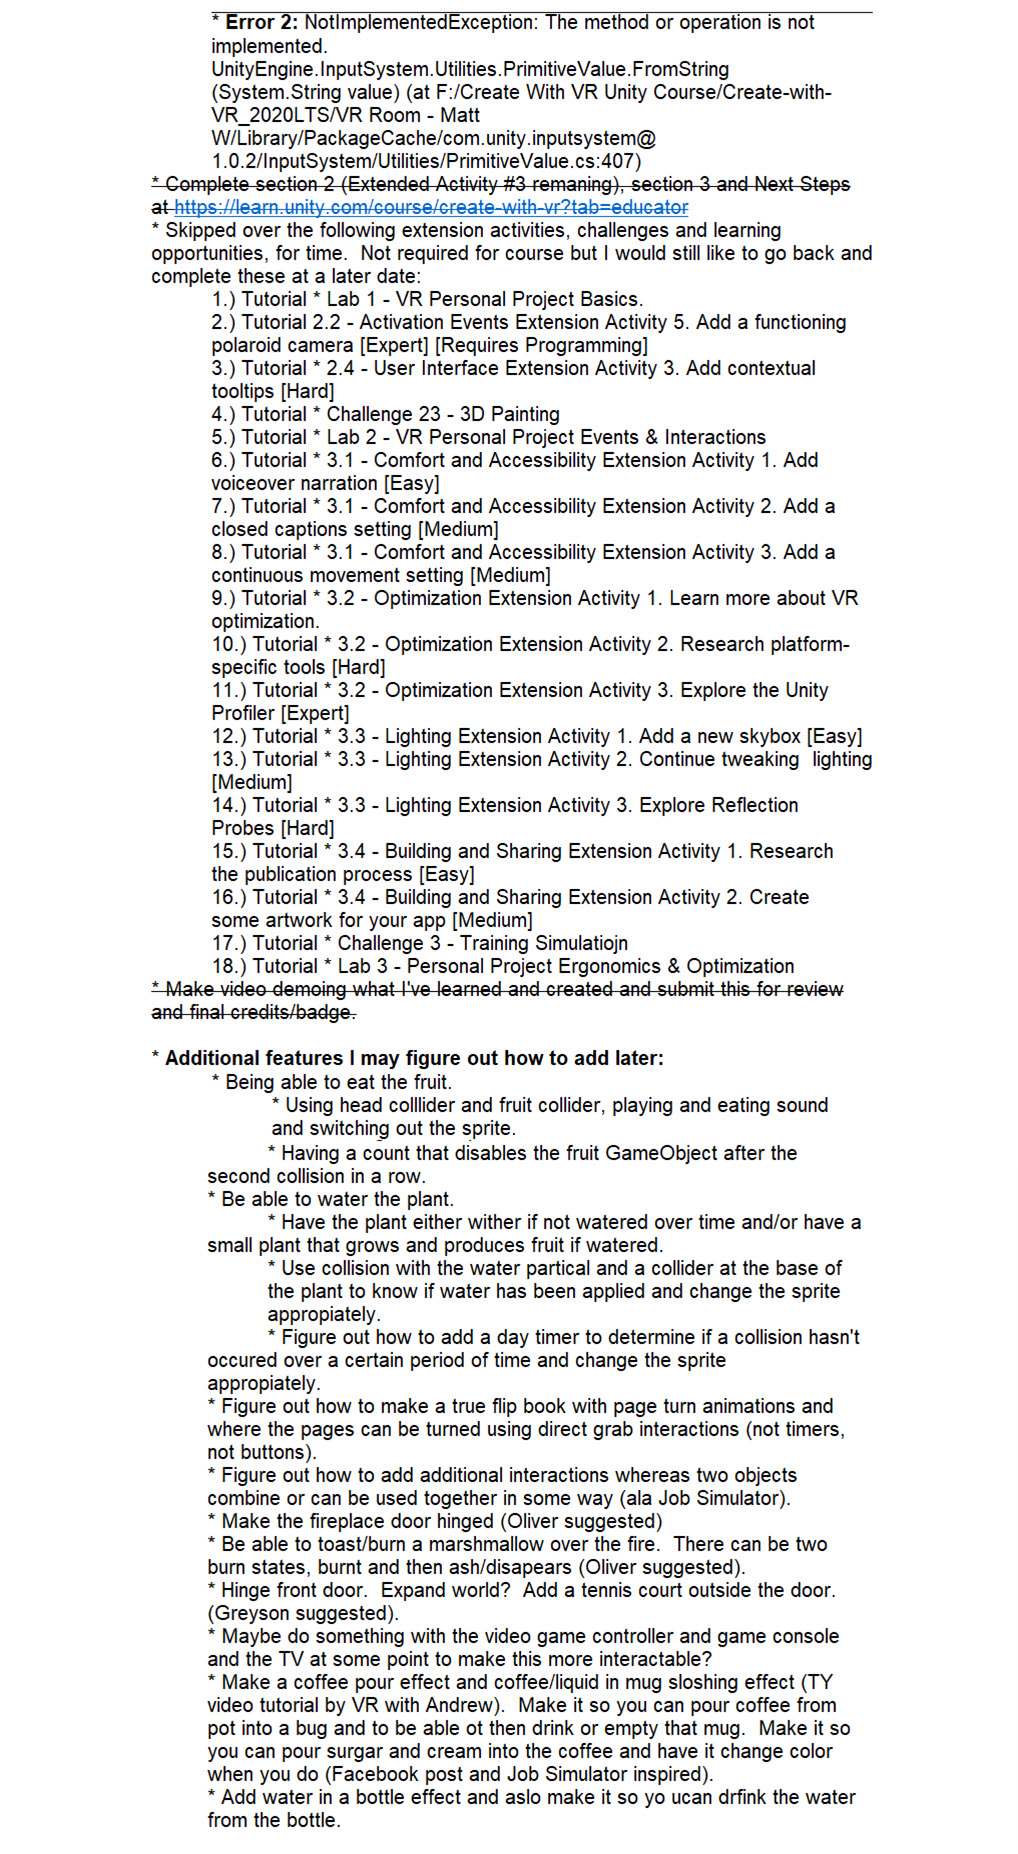 * Error 2: NotImplementedException: The method or operation is not
implemented.
UnityEngine.InputSystem.Utilities.PrimitiveValue.FromString
(System.String value) (at F:/Create With VR Unity Course/Create-with-
VR_2020LTS/VR Room - Matt
W/Library/PackageCache/com.unity.inputsystem@
1.0.2/InputSystem/Utilities/PrimitiveValue.cs:407)
* Complete section 2 (Extended Activity #3 remaning), section 3 and Next Steps
at https://learn.unity.com/course/create-with-vr?tab=educator
* Skipped over the following extension activities, challenges and learning
opportunities, for time.  Not required for course but I would still like to go back and
complete these at a later date:
1.) Tutorial * Lab 1 - VR Personal Project Basics.
2.) Tutorial 2.2 - Activation Events Extension Activity 5. Add a functioning
polaroid camera [Expert] [Requires Programming]
3.) Tutorial * 2.4 - User Interface Extension Activity 3. Add contextual
tooltips [Hard]
4.) Tutorial * Challenge 23 - 3D Painting
5.) Tutorial * Lab 2 - VR Personal Project Events & Interactions
6.) Tutorial * 3.1 - Comfort and Accessibility Extension Activity 1. Add
voiceover narration [Easy]
7.) Tutorial * 3.1 - Comfort and Accessibility Extension Activity 2. Add a
closed captions setting [Medium]
8.) Tutorial * 3.1 - Comfort and Accessibility Extension Activity 3. Add a
continuous movement setting [Medium]
9.) Tutorial * 3.2 - Optimization Extension Activity 1. Learn more about VR
optimization.
10.) Tutorial * 3.2 - Optimization Extension Activity 2. Research platform-
specific tools [Hard]
11.) Tutorial * 3.2 - Optimization Extension Activity 3. Explore the Unity
Profiler [Expert]
12.) Tutorial * 3.3 - Lighting Extension Activity 1. Add a new skybox [Easy]
13.) Tutorial * 3.3 - Lighting Extension Activity 2. Continue tweaking  lighting
[Medium]
14.) Tutorial * 3.3 - Lighting Extension Activity 3. Explore Reflection
Probes [Hard]
15.) Tutorial * 3.4 - Building and Sharing Extension Activity 1. Research
the publication process [Easy]
16.) Tutorial * 3.4 - Building and Sharing Extension Activity 2. Create
some artwork for your app [Medium]
17.) Tutorial * Challenge 3 - Training Simulatiojn
18.) Tutorial * Lab 3 - Personal Project Ergonomics & Optimization
* Make video demoing what I've learned and created and submit this for review
and final credits/badge.
* Additional features I may figure out how to add later:
* Being able to eat the fruit.
* Using head colllider and fruit collider, playing and eating sound
and switching out the sprite.
* Having a count that disables the fruit GameObject after the
second collision in a row.
* Be able to water the plant.
* Have the plant either wither if not watered over time and/or have a
small plant that grows and produces fruit if watered.
* Use collision with the water partical and a collider at the base of
the plant to know if water has been applied and change the sprite
appropiately.
* Figure out how to add a day timer to determine if a collision hasn't
occured over a certain period of time and change the sprite
appropiately.
* Figure out how to make a true flip book with page turn animations and
where the pages can be turned using direct grab interactions (not timers,
not buttons).
* Figure out how to add additional interactions whereas two objects
combine or can be used together in some way (ala Job Simulator).
* Make the fireplace door hinged (Oliver suggested)
* Be able to toast/burn a marshmallow over the fire.  There can be two
burn states, burnt and then ash/disapears (Oliver suggested).
* Hinge front door.  Expand world?  Add a tennis court outside the door.
(Greyson suggested).
* Maybe do something with the video game controller and game console
and the TV at some point to make this more interactable?
* Make a coffee pour effect and coffee/liquid in mug sloshing effect (TY
video tutorial by VR with Andrew).  Make it so you can pour coffee from
pot into a bug and to be able ot then drink or empty that mug.  Make it so
you can pour surgar and cream into the coffee and have it change color
when you do (Facebook post and Job Simulator inspired).
* Add water in a bottle effect and aslo make it so yo ucan drfink the water
from the bottle.